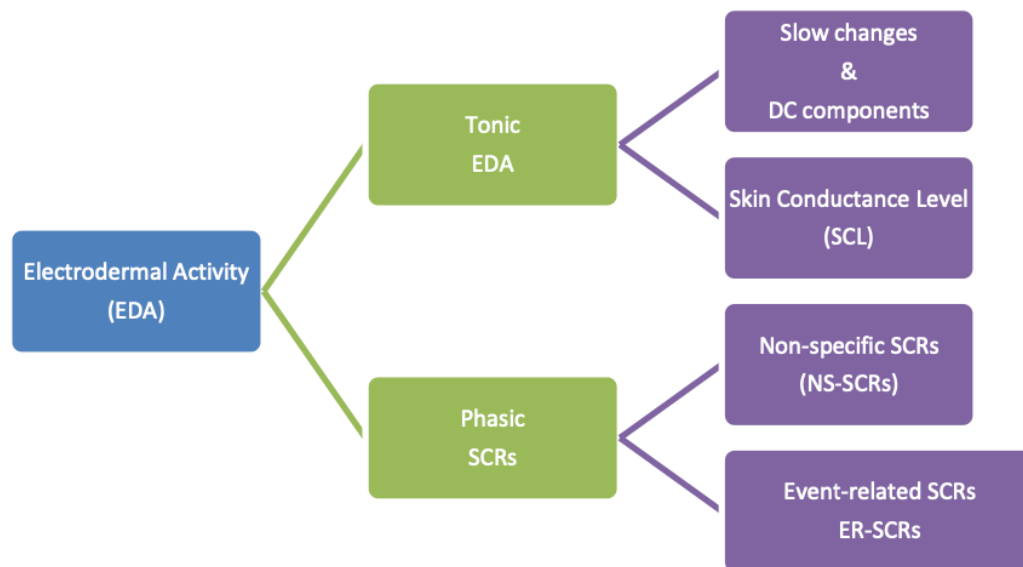 Electrodermal Activity
(EDA)
Tonic
EDA
Slow changes
&
DC components
Skin Conductance Level
(SCL)
Phasic
SCRs
Non-specific SCRs
(NS-SCRs)
Event-related SCRs
ER-SCRs